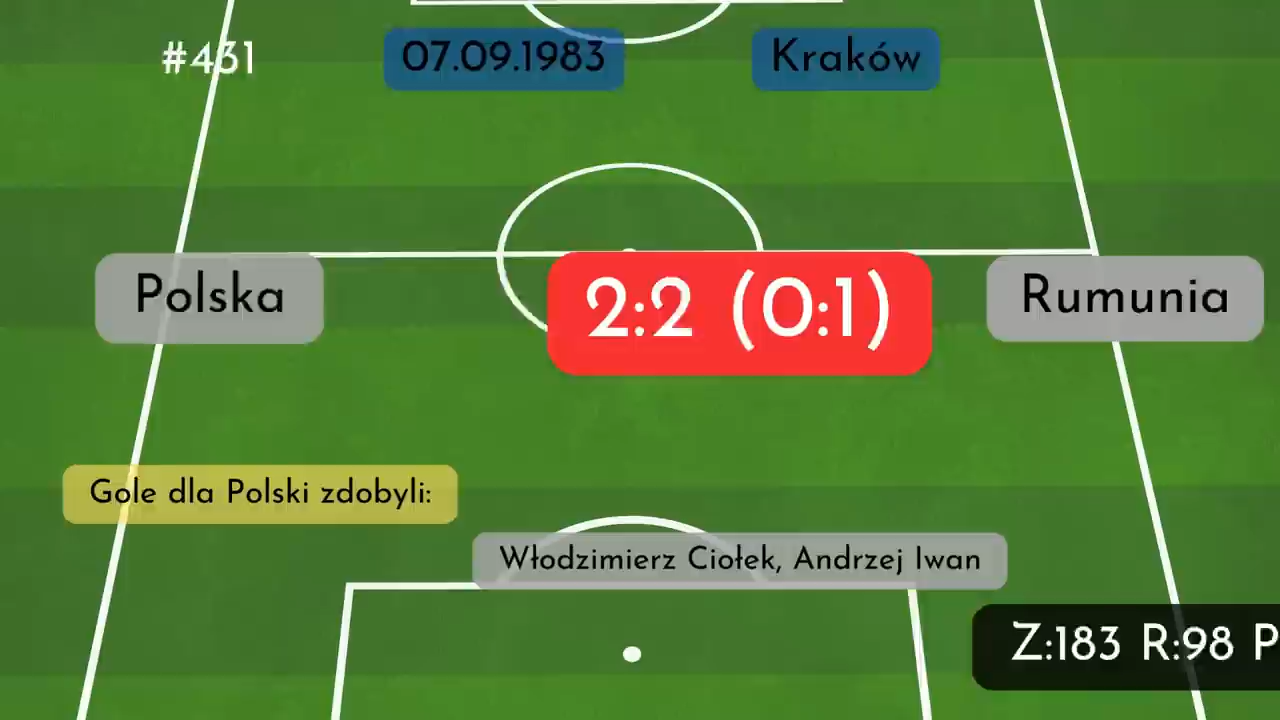 #431
07.09.1983
Kraków
Polska
2:2 (0:1)
Rumunia
Gole dla Polski zdobyli:
Włodzimierz Ciołek, Andrzej Iwan
Z:183 R:98 P